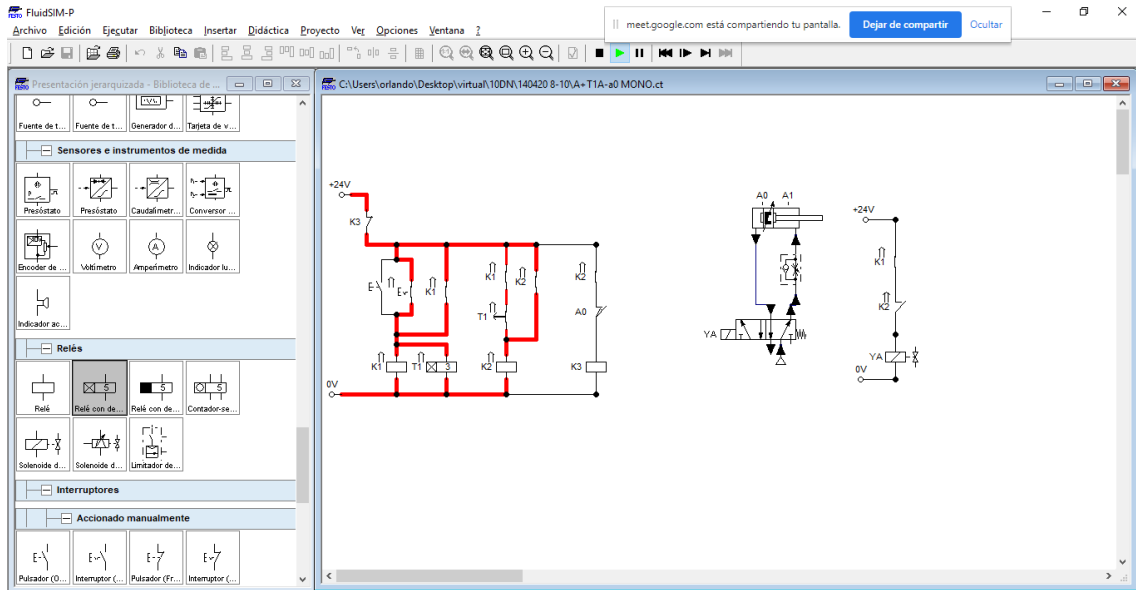 FluidSIM-P
meet.google.com está compartiendo tu pantalla. Dejar de compartir Ocultar
Archivo Edición Ejecutar Biblioteca Insertar Didáctica Proyecto Ver Opciones Ventana ?
FESTO Presentación jerarquizada - Biblioteca de ...
Fuente de t... Fuente de t... Generador d... Tarjeta de v...
Sensores e instrumentos de medida
Presóstato Presóstato Caudalímetr... Conversor ...
Encoder de ... Voltímetro Amperímetro Indicador lu...
Indicador ac...
Relés
5 5 5
Relé Relé con de... Relé con de... Contador-se...
Solenoide d... Solenoide d... Limitador de...
Interruptores
Accionado manualmente
Pulsador (O... Interruptor (... Pulsador (Fr... Interruptor (...
FESTO C:\Users\orlando\Desktop\virtual\10DN\140420 8-10\A+T1A-a0 MONO.ct
+24V
K3
K1 K2 K2
K1
T1 A0
K1 T1 3 K2 K3
0V
A0 A1
YA
+24V
K1
K2
YA
0V